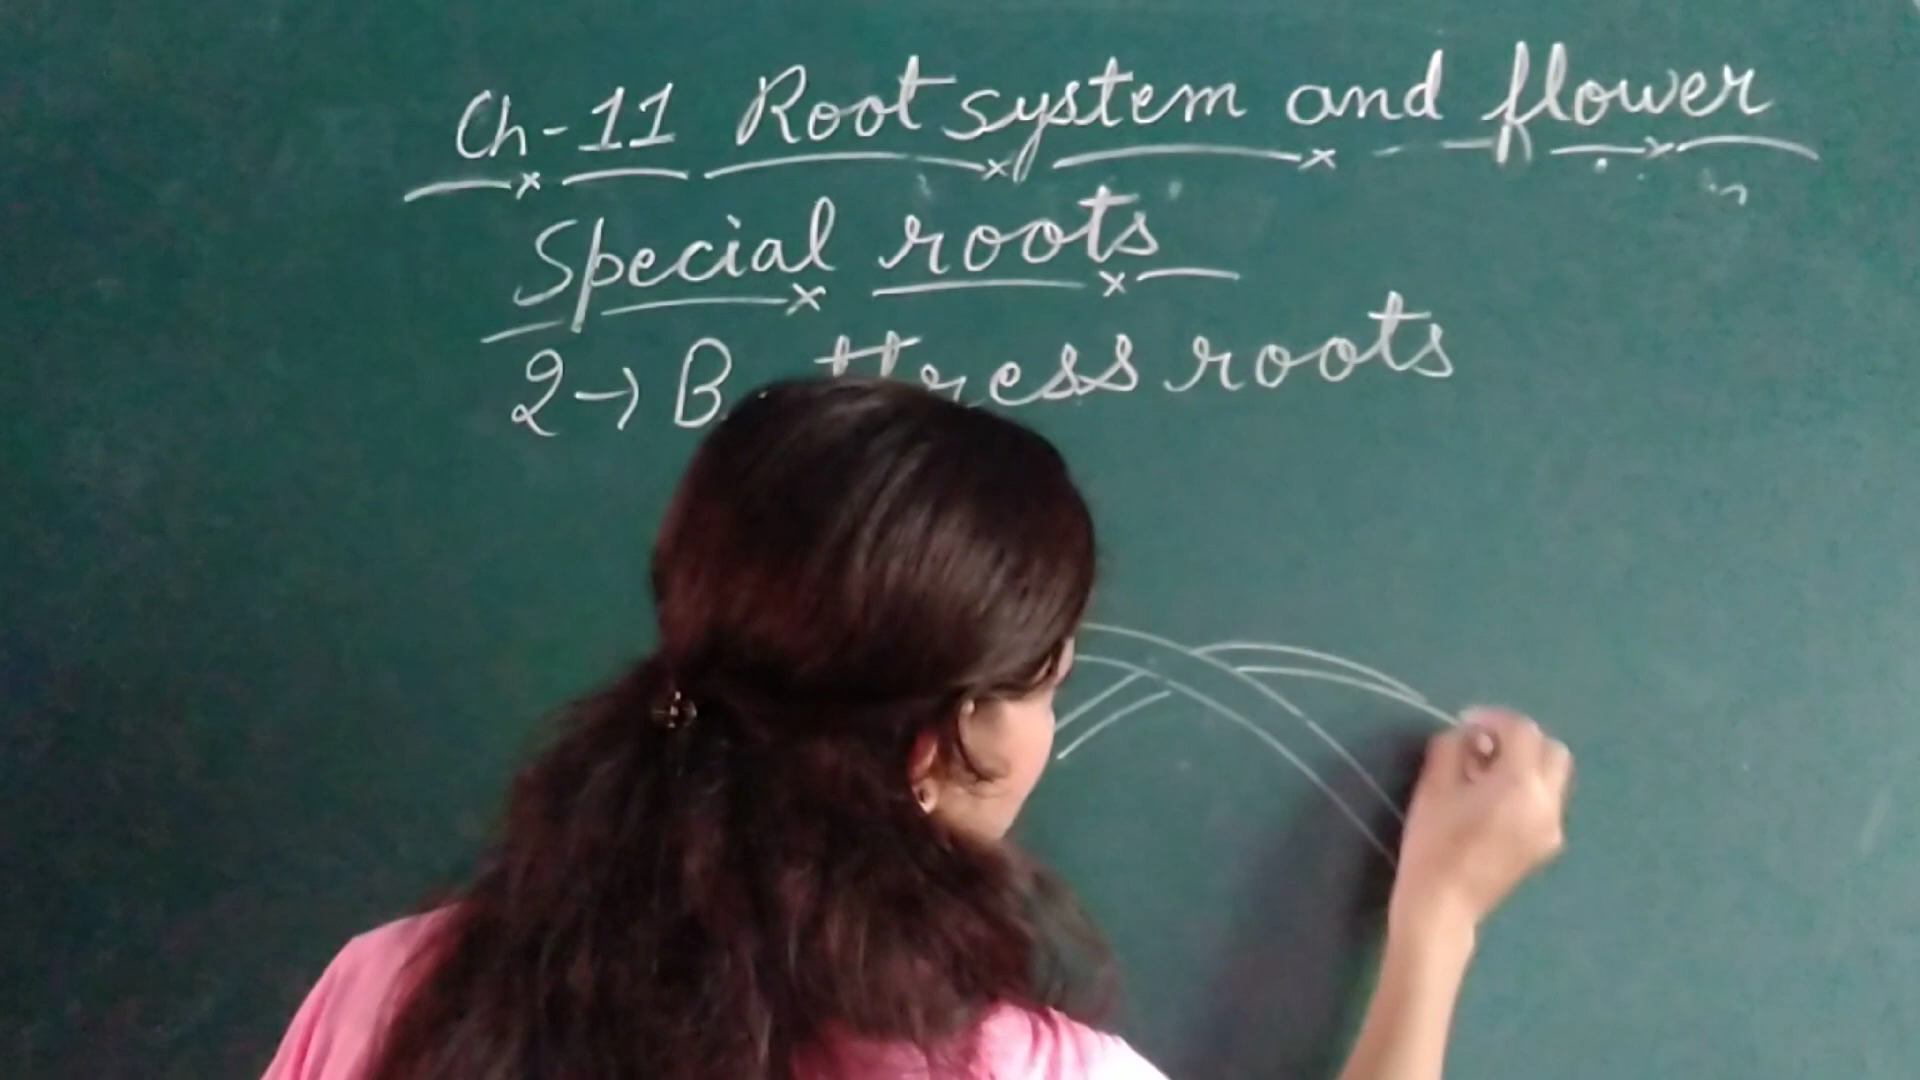 Ch-11 Root system and flower
Special roots
2→ Buttress roots